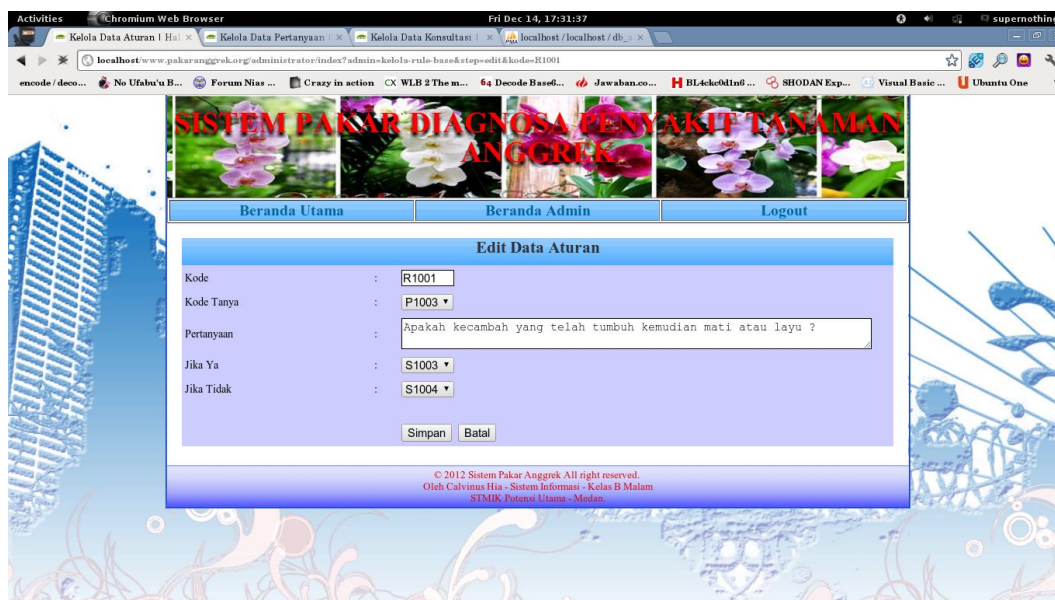 Activities Chromium Web Browser Fri Dec 14, 17:31:37 supernothing
Kelola Data Aturan | Hal × Kelola Data Pertanyaan | × Kelola Data Konsultasi | × localhost / localhost / db_s ×
localhost/www.pakaranggrek.org/administrator/index?admin=kelola-rule-base&step=edit&kode=R1001
encode / deco... No Ufabu'u B... Forum Nias ... Crazy in action CX WLB 2 The m... 64 Decode Base6... Jawaban.co... BL4ckc0d1n6 ... SHODAN Exp... Visual Basic ... Ubuntu One
SISTEM PAKAR DIAGNOSA PENYAKIT TANAMAN
ANGGREK
Beranda Utama Beranda Admin Logout
Edit Data Aturan
Kode : R1001
Kode Tanya : P1003
Pertanyaan : Apakah kecambah yang telah tumbuh kemudian mati atau layu ?
Jika Ya : S1003
Jika Tidak : S1004
Simpan Batal
© 2012 Sistem Pakar Anggrek All right reserved.
Oleh Calvinus Hia - Sistem Informasi - Kelas B Malam
STMIK Potensi Utama - Medan.